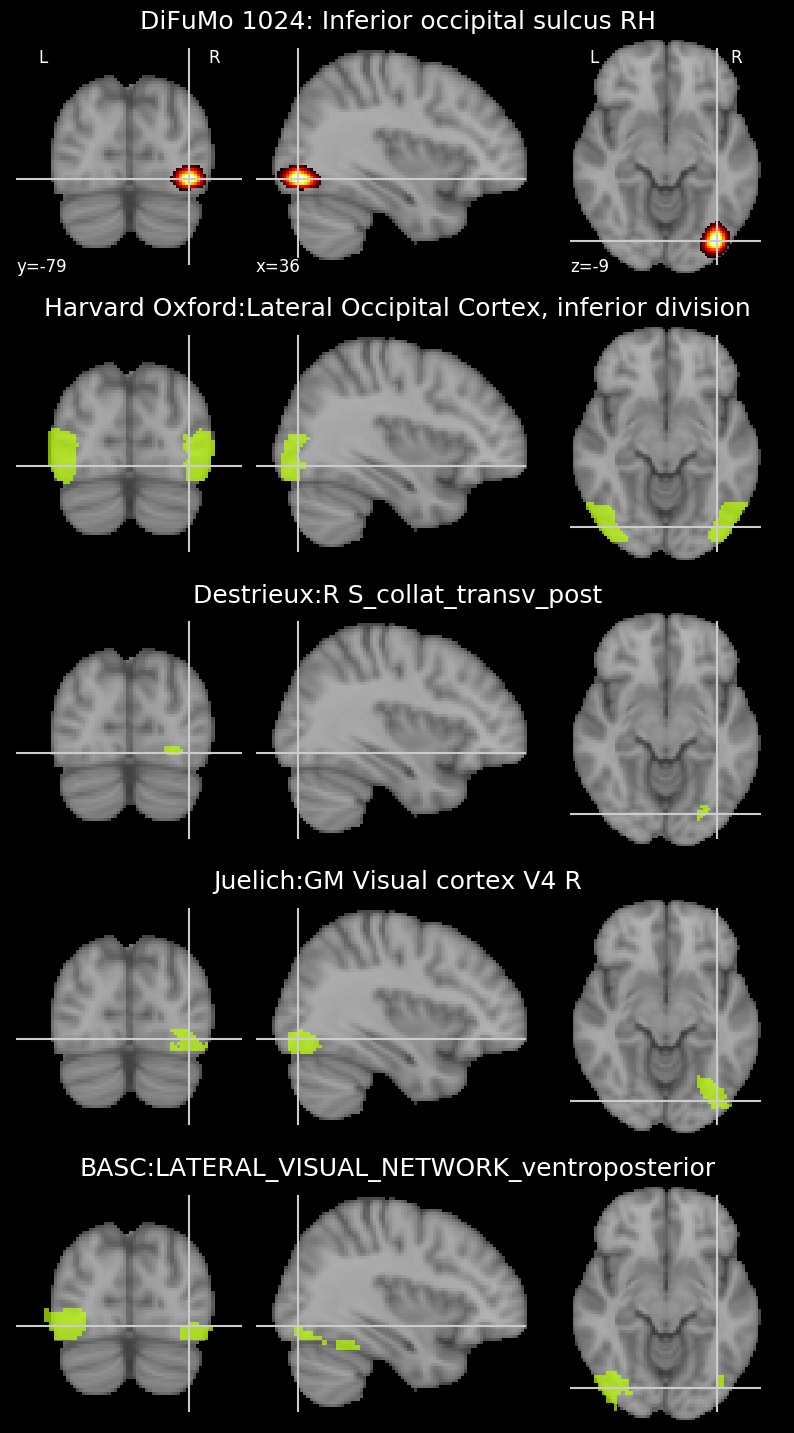 DiFuMo 1024: Inferior occipital sulcus RH
L R L R
y=-79 x=36 z=-9
Harvard Oxford:Lateral Occipital Cortex, inferior division
Destrieux:R S_collat_transv_post
Juelich:GM Visual cortex V4 R
BASC:LATERAL_VISUAL_NETWORK_ventroposterior